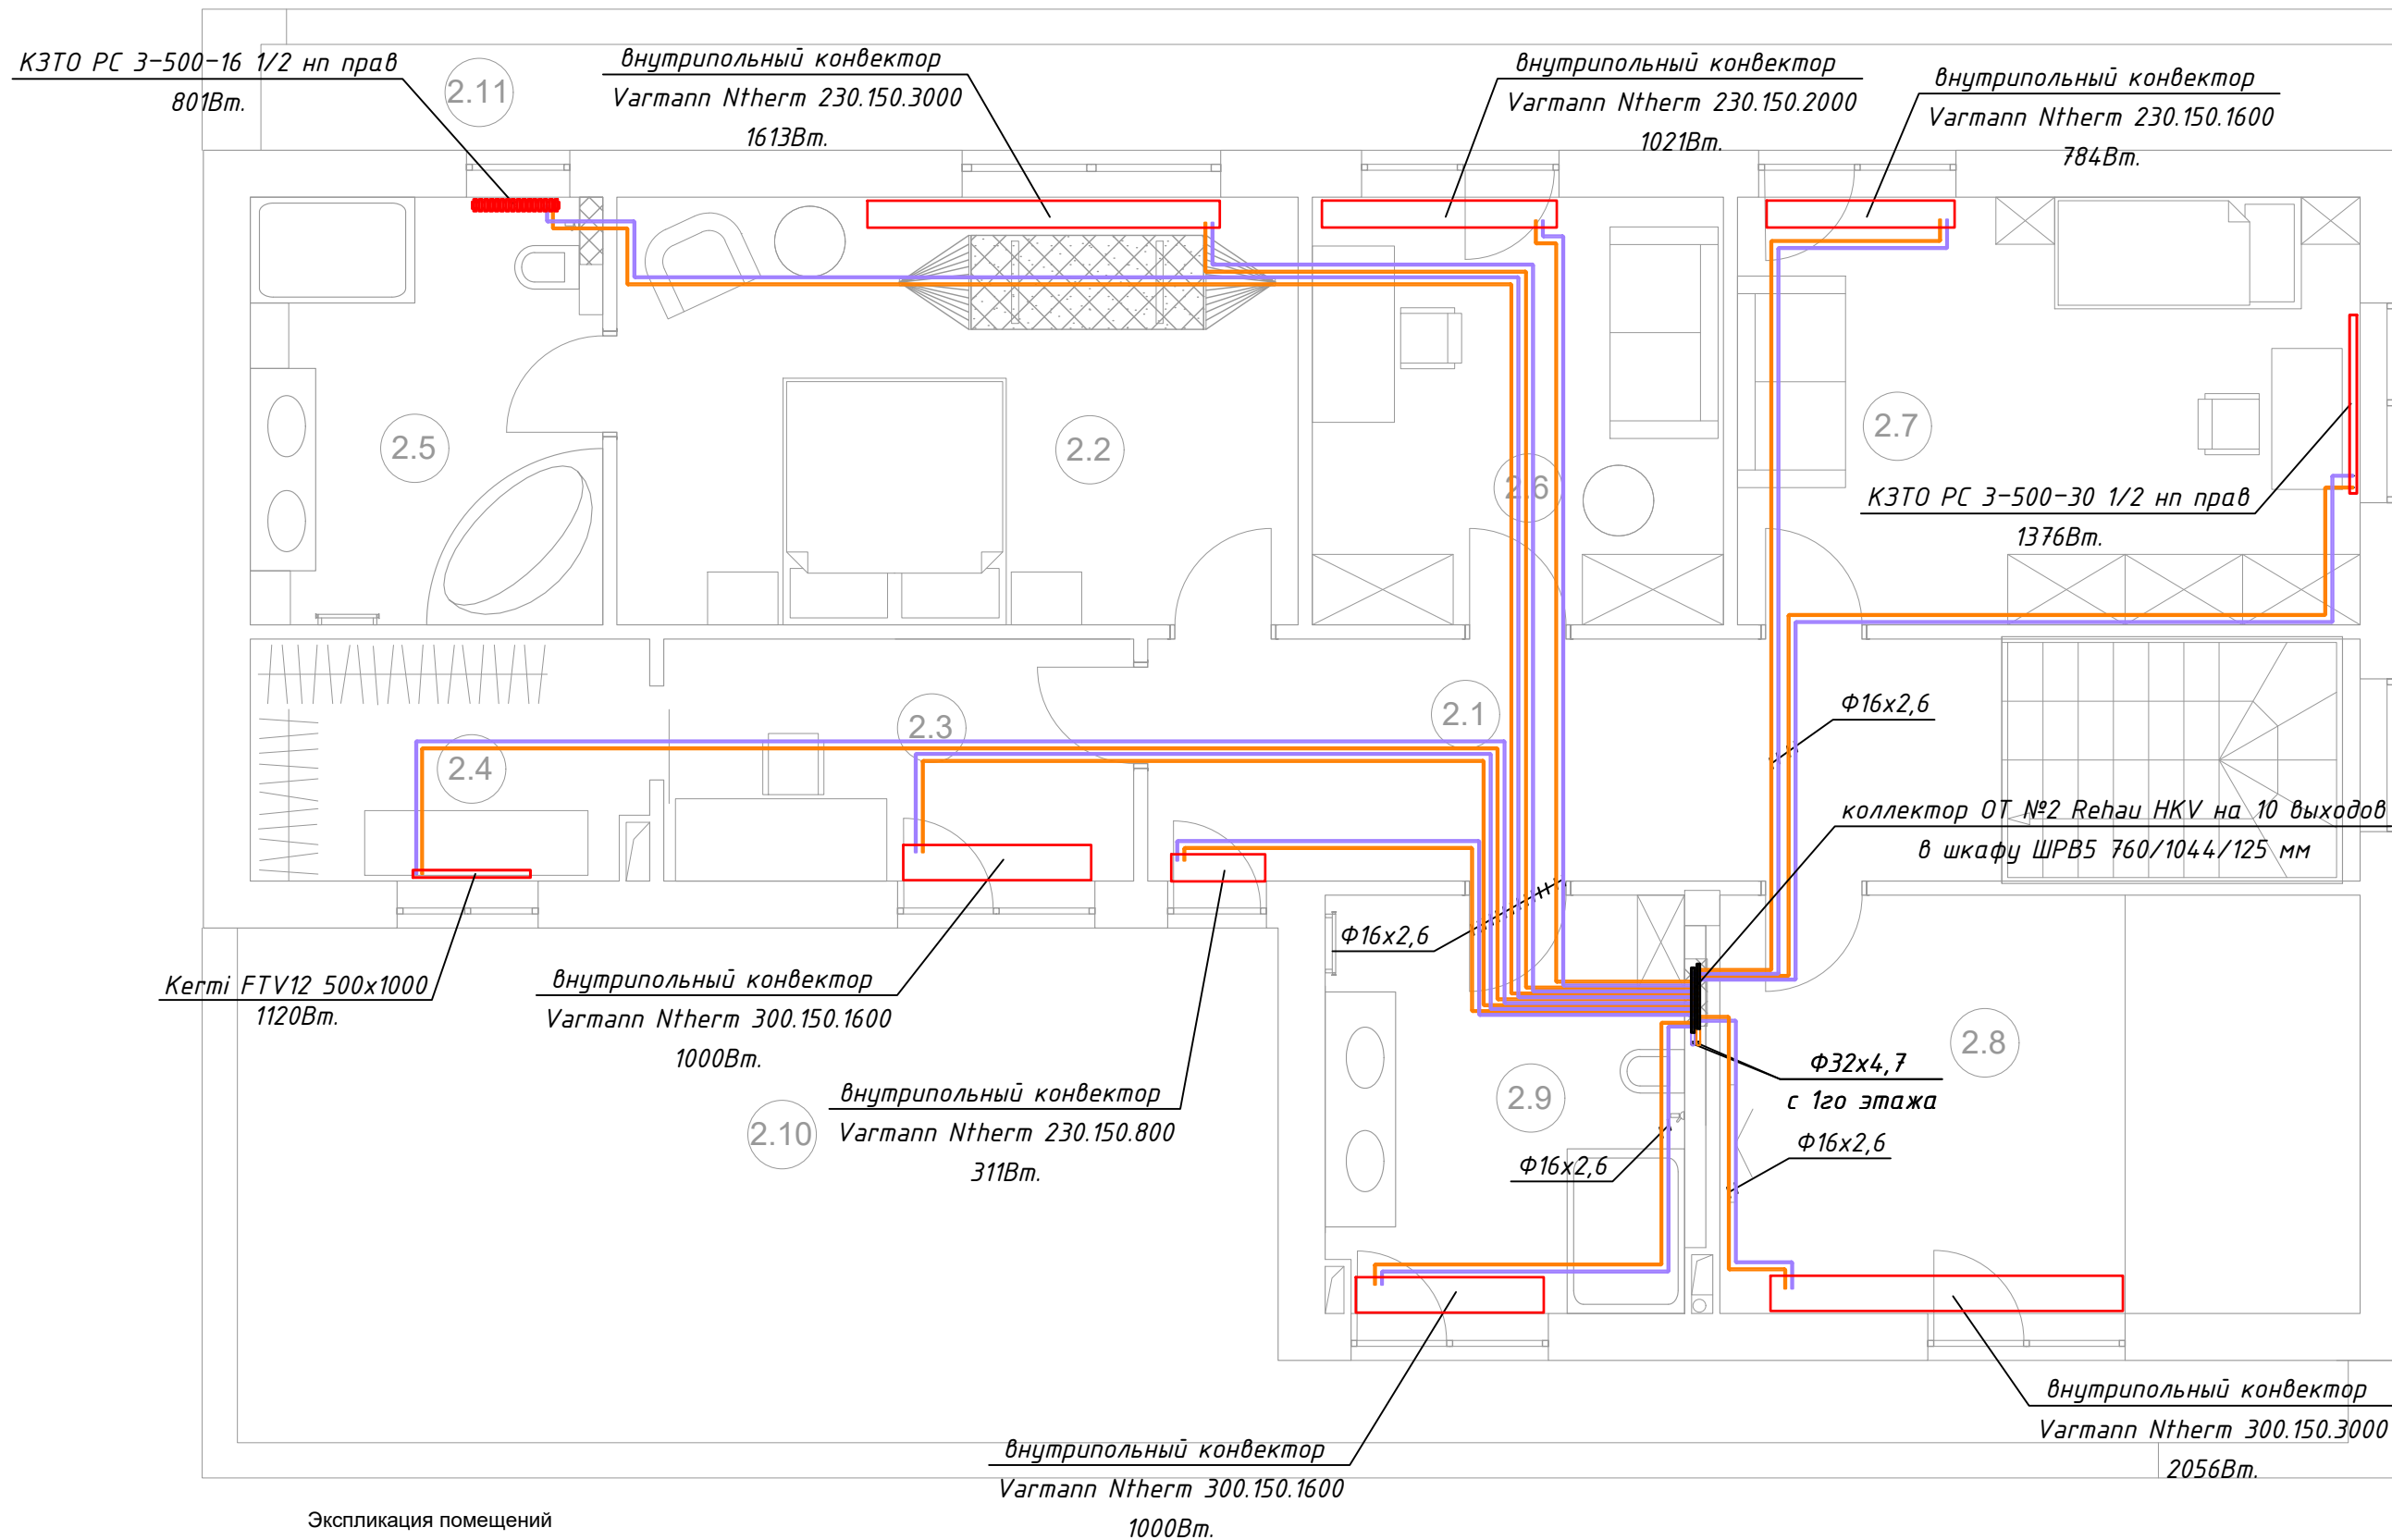 КЗТО РС 3-500-16 1/2 нп прав
801Вт.
2.11
внутрипольный конвектор
Varmann Ntherm 230.150.3000
1613Вт.
внутрипольный конвектор
Varmann Ntherm 230.150.2000
1021Вт.
внутрипольный конвектор
Varmann Ntherm 230.150.1600
784Вт.
2.5
2.2
2.6
2.7
КЗТО РС 3-500-30 1/2 нп прав
1376Вт.
2.4
2.3
2.1
Ф16х2,6
коллектор ОТ №2 Rehau HKV на 10 выходов
в шкафу ШРВ5 760/1044/125 мм
Ф16х2,6
Kermi FTV12 500x1000
1120Вт.
внутрипольный конвектор
Varmann Ntherm 300.150.1600
1000Вт.
2.10
внутрипольный конвектор
Varmann Ntherm 230.150.800
311Вт.
2.9
2.8
Ф32х4,7
с 1го этажа
Ф16х2,6
Ф16х2,6
внутрипольный конвектор
Varmann Ntherm 300.150.1600
1000Вт.
внутрипольный конвектор
Varmann Ntherm 300.150.3000
2056Вт.
Экспликация помещений